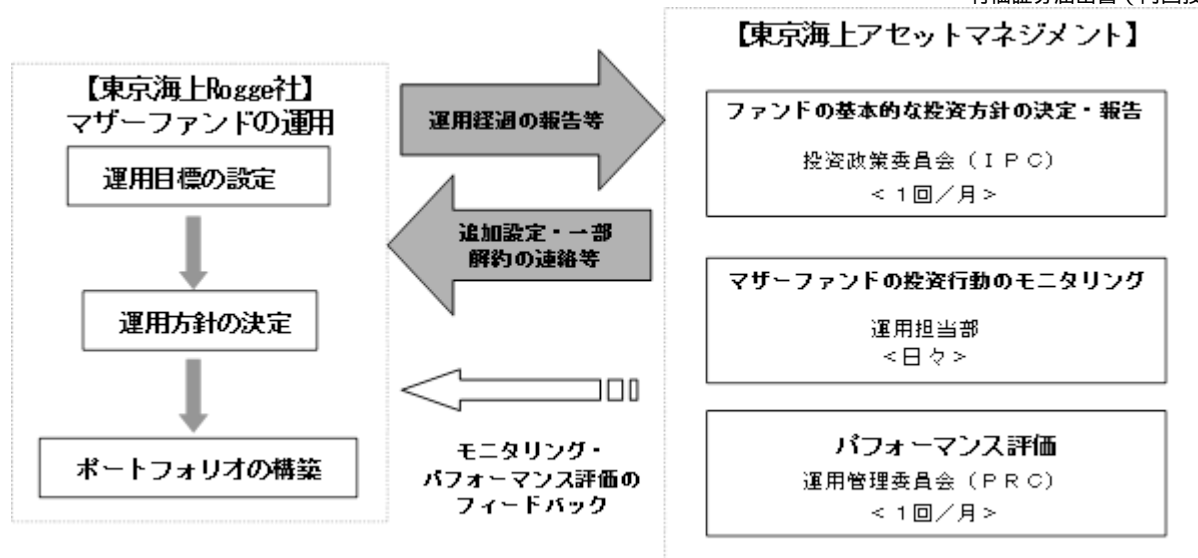 【東京海上Rogge社】
マザーファンドの運用
運用目標の設定
運用方針の決定
ポートフォリオの構築
運用経過の報告等
追加設定・一部
解約の連絡等
モニタリング・
パフォーマンス評価の
フィードバック
【東京海上アセットマネジメント】
ファンドの基本的な投資方針の決定・報告
投資政策委員会（ＩＰＣ）
＜１回／月＞
マザーファンドの投資行動のモニタリング
運用担当部
＜日々＞
パフォーマンス評価
運用管理委員会（ＰＲＣ）
＜１回／月＞